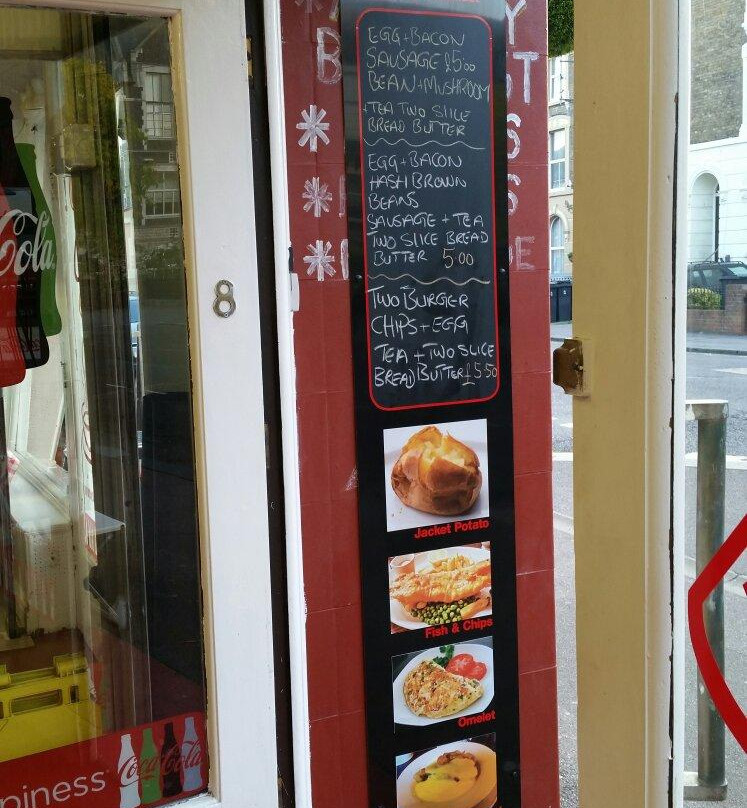 EGG + BACON
SAUSAGE £5.00
BEAN + MUSHROOM
+TEA TWO SLICE
BREAD BUTTER
EGG + BACON
HASH BROWN
BEANS
SAUSAGE + TEA
TWO SLICE BREAD
BUTTER 5.00
TWO BURGER
CHIPS + EGG
TEA + TWO SLICE
BREAD BUTTER £5.50
Jacket Potato
Fish & Chips
Omelet
8
Cola
piness
Coca-Cola